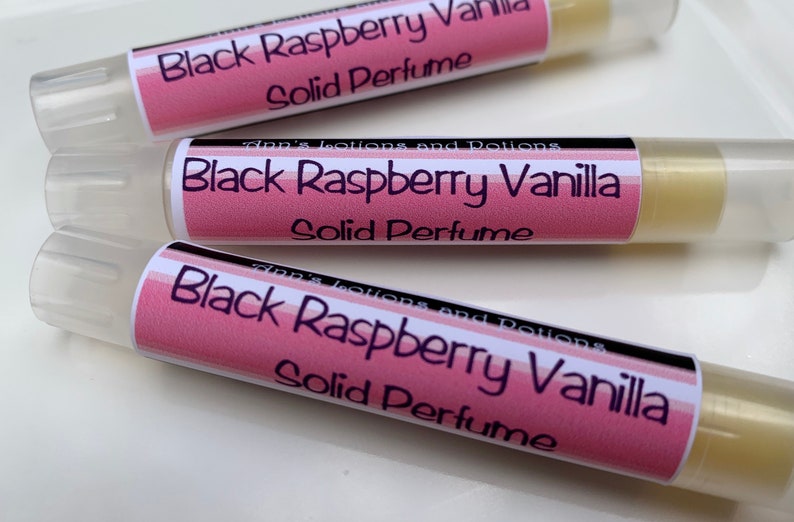 Black Raspberry Vanilla
Solid Perfume
Ann's Lotions and Potions
Black Raspberry Vanilla
Solid Perfume
Ann's Lotions and Potions
Black Raspberry Vanilla
Solid Perfume